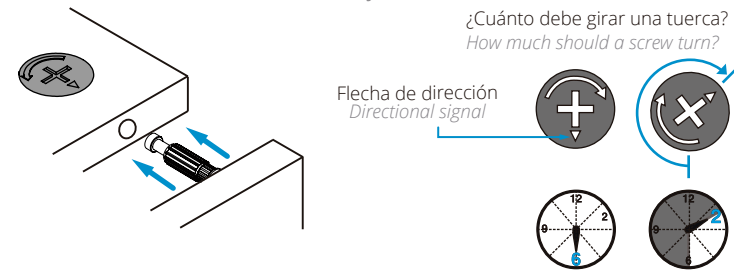 ¿Cuánto debe girar una tuerca?
How much should a screw turn?
Flecha de dirección
Directional signal
12
2
9
6
12
2
9
6